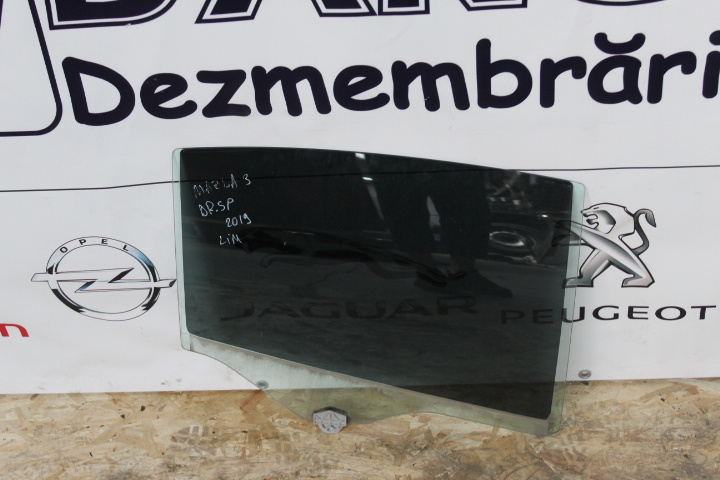 Dezmembrări
MAZDA 3
DR.SP
2019
LIM
OPEL
JAGUAR
PEUGEOT